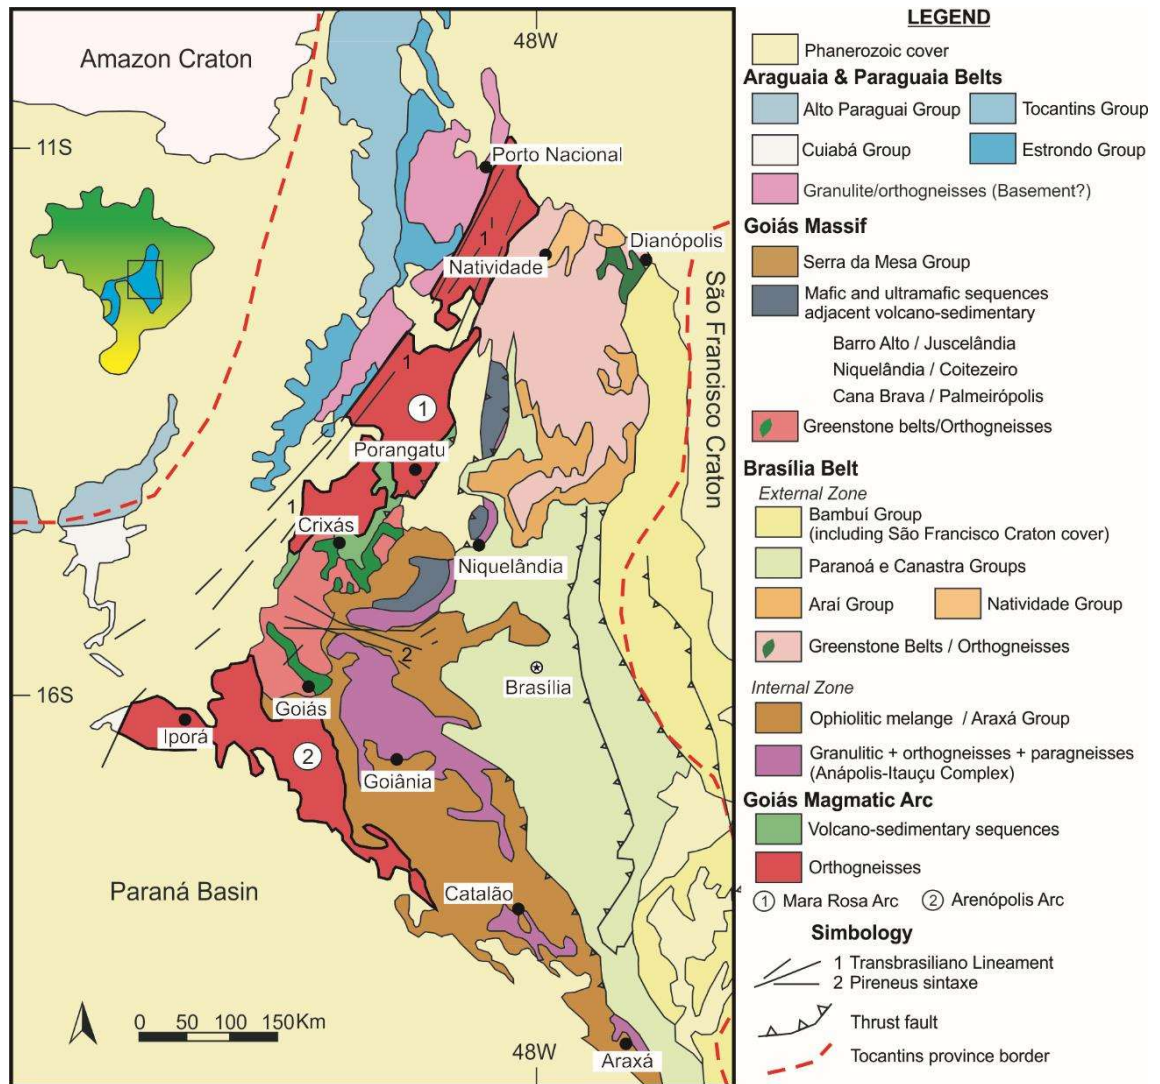 Amazon Craton
48W
11S
Porto Nacional
1
Natividade
Dianópolis
São Francisco Craton
1
1
Porangatu
1
Crixás
Niquelândia
2
16S
Brasília
Goiás
Iporá
2
Goiânia
Paraná Basin
Catalão
0 50 100 150Km
48W
Araxá
LEGEND
Phanerozoic cover
Araguaia & Paraguaia Belts
Alto Paraguai Group
Tocantins Group
Cuiabá Group
Estrondo Group
Granulite/orthogneisses (Basement?)
Goiás Massif
Serra da Mesa Group
Mafic and ultramafic sequences
adjacent volcano-sedimentary
Barro Alto / Juscelândia
Niquelândia / Coitezeiro
Cana Brava / Palmeirópolis
Greenstone belts/Orthogneisses
Brasília Belt
External Zone
Bambuí Group
(including São Francisco Craton cover)
Paranoá e Canastra Groups
Araí Group
Natividade Group
Greenstone Belts / Orthogneisses
Internal Zone
Ophiolitic melange / Araxá Group
Granulitic + orthogneisses + paragneisses
(Anápolis-Itauçu Complex)
Goiás Magmatic Arc
Volcano-sedimentary sequences
Orthogneisses
1 Mara Rosa Arc
2 Arenópolis Arc
Simbology
1 Transbrasiliano Lineament
2 Pireneus sintaxe
Thrust fault
Tocantins province border